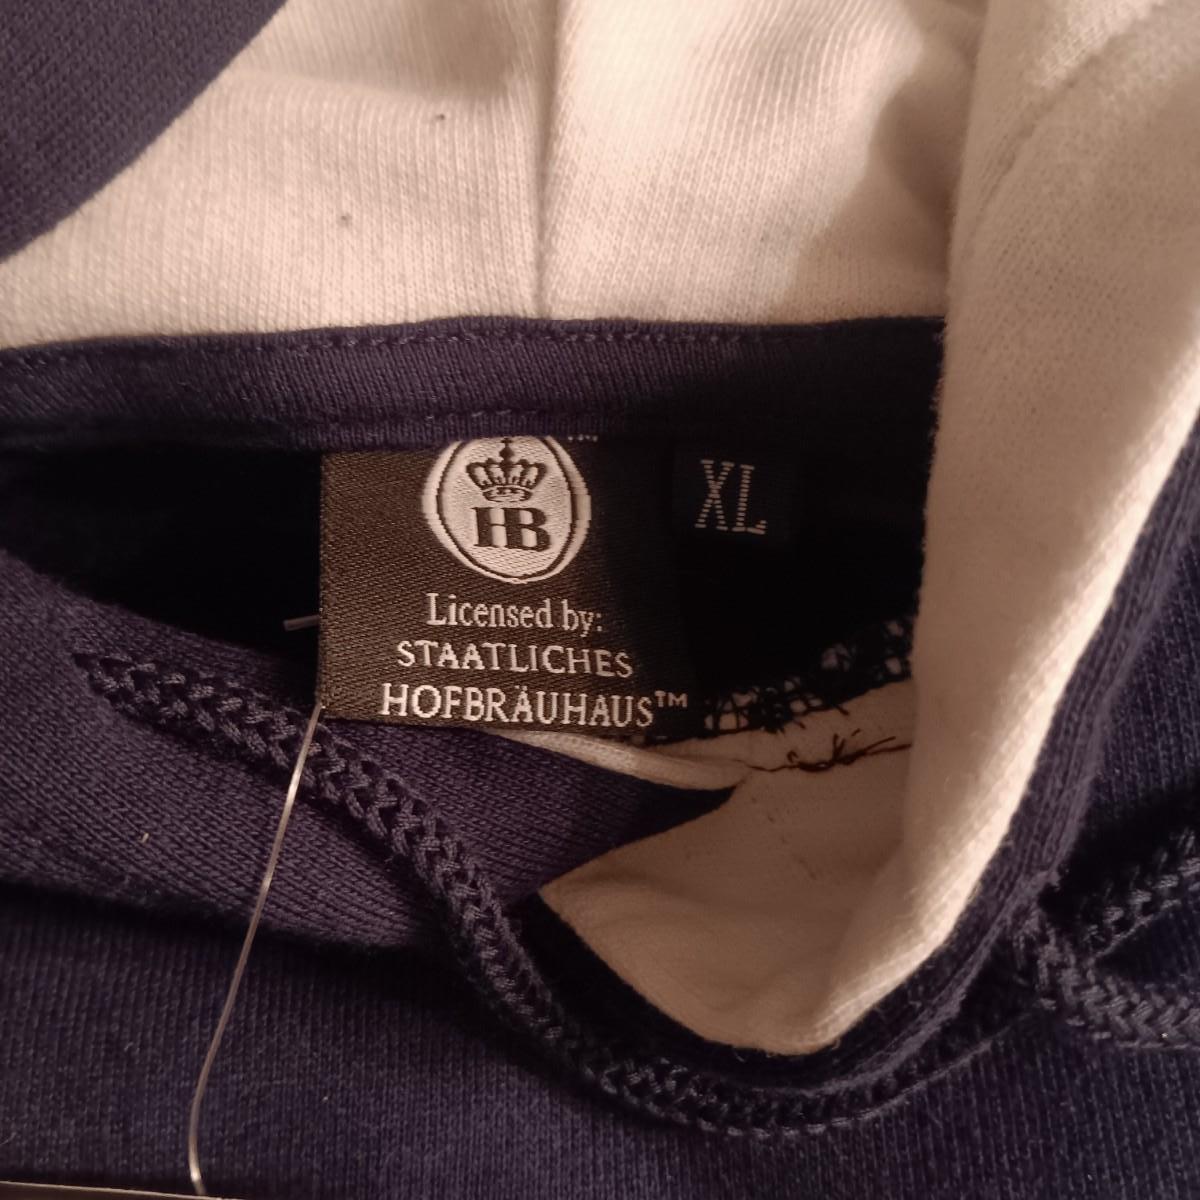 HB
XL
Licensed by:
STAATLICHES
HOFBRÄUHAUS™